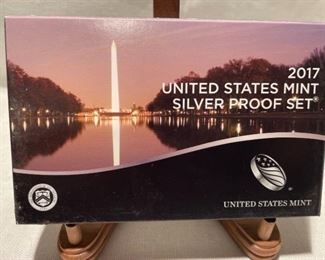 2017
UNITED STATES MINT
SILVER PROOF SET®
UNITED STATES MINT